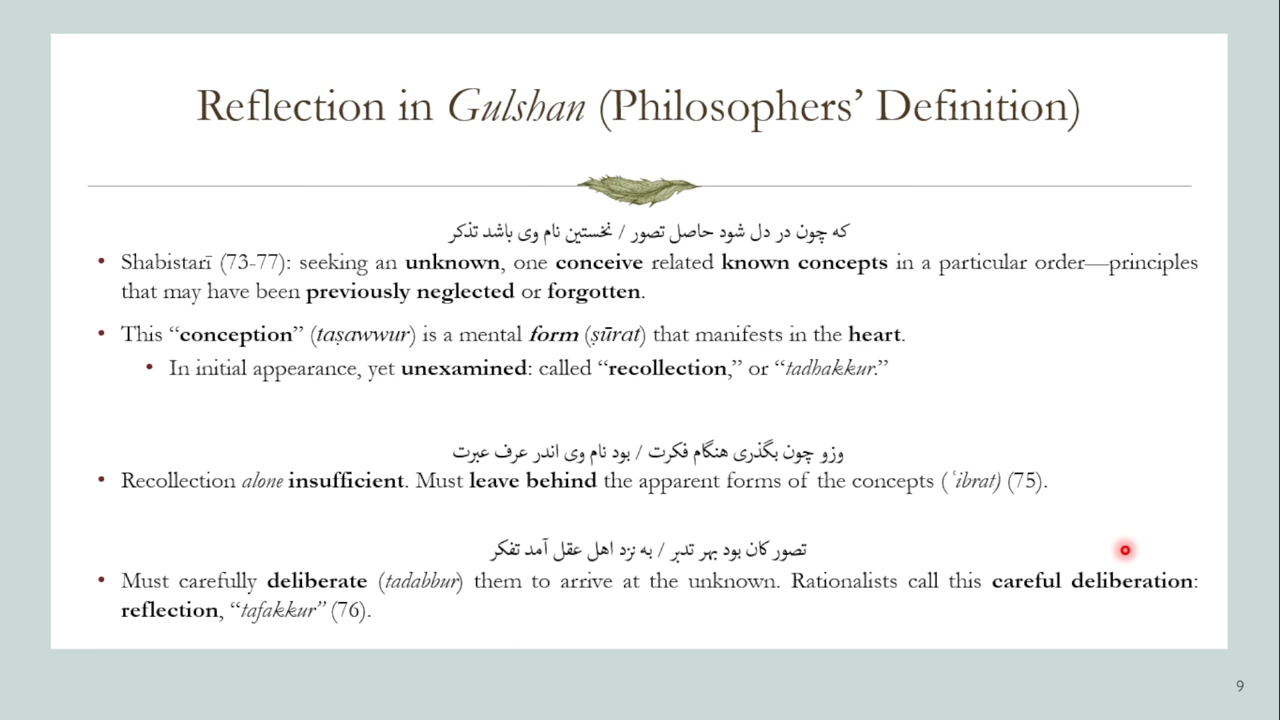 Reflection in Gulshan (Philosophers’ Definition)
که چون در دل شود حاصل تصور / نخستین نام وی باشد تذکر
• Shabistarī (73-77): seeking an unknown, one conceive related known concepts in a particular order—principles
that may have been previously neglected or forgotten.
• This “conception” (taṣawwur) is a mental form (ṣūrat) that manifests in the heart.
• In initial appearance, yet unexamined: called “recollection,” or “tadhakkur.”
وزو چون بگذری هنگام فکرت / بود نام وی اندر عرف عبرت
• Recollection alone insufficient. Must leave behind the apparent forms of the concepts (ʿibrat) (75).
تصور کان بود بهر تدبر / به نزد اهل عقل آمد تفکر
• Must carefully deliberate (tadabbur) them to arrive at the unknown. Rationalists call this careful deliberation:
reflection, “tafakkur” (76).
9